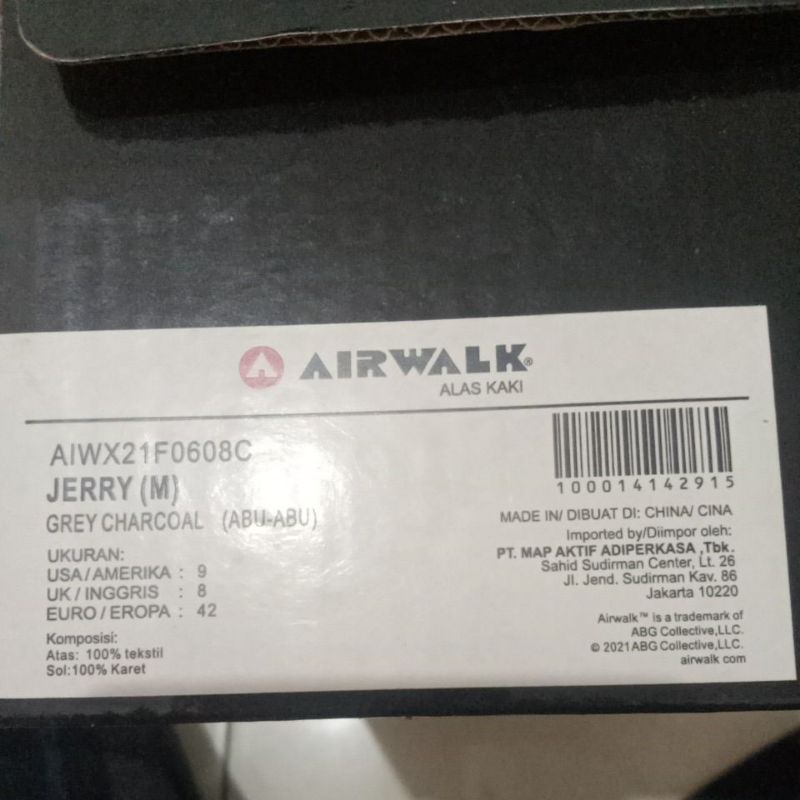 AIRWALK®
ALAS KAKI
AIWX21F0608C
JERRY (M)
GREY CHARCOAL (ABU-ABU)
UKURAN:
USA/AMERIKA : 9
UK/INGGRIS : 8
EURO/EROPA : 42
Komposisi:
Atas: 100% tekstil
Sol:100% Karet
100014142915
MADE IN/ DIBUAT DI: CHINA/ CINA
Imported by/Diimpor oleh:
PT. MAP AKTIF ADIPERKASA ,Tbk.
Sahid Sudirman Center, Lt. 26
Jl. Jend. Sudirman Kav. 86
Jakarta 10220
Airwalk™ is a trademark of
ABG Collective,LLC.
© 2021 ABG Collective,LLC.
airwalk com